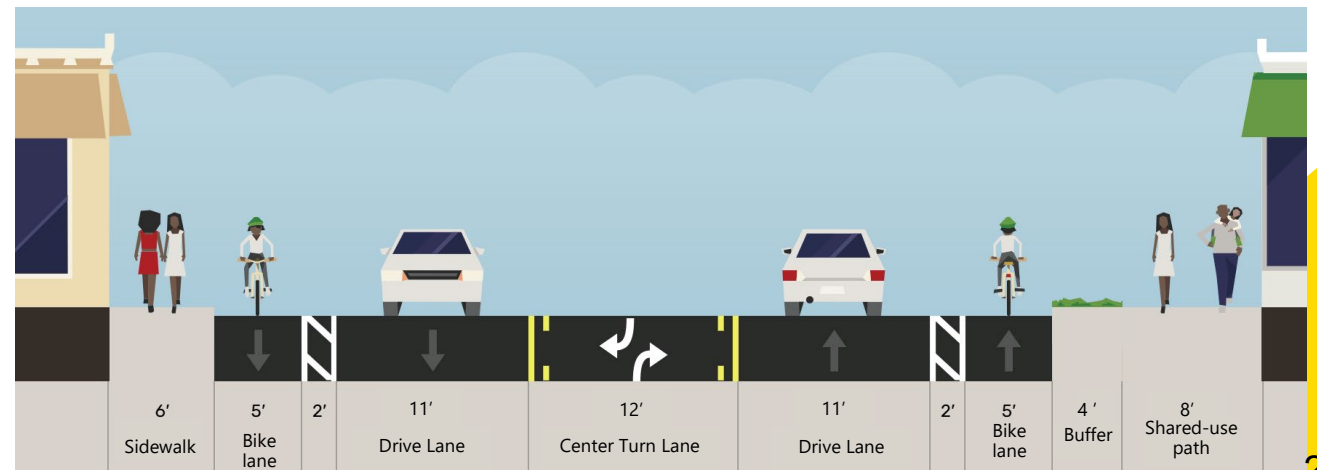 6′
Sidewalk
5′
Bike
lane
2′
11′
Drive Lane
12′
Center Turn Lane
11′
Drive Lane
2′
5′
Bike
lane
4 ′
Buffer
8′
Shared-use
path